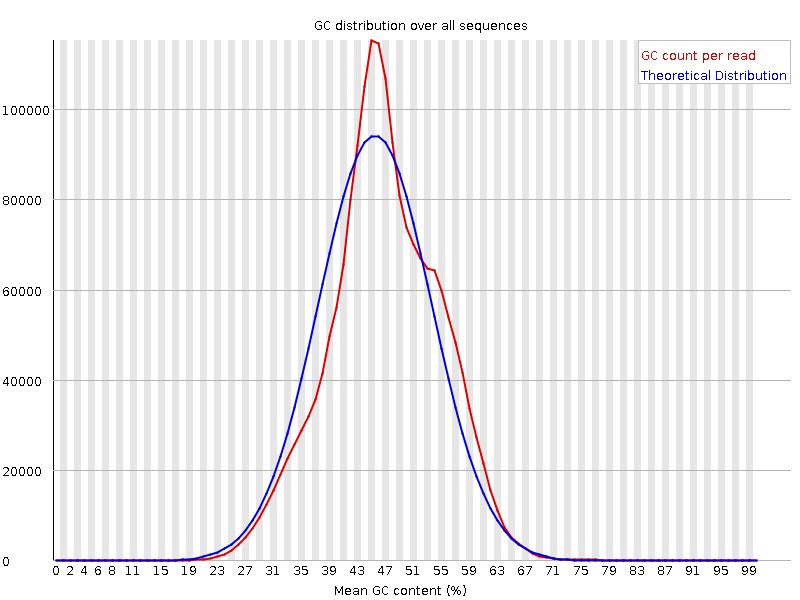 GC distribution over all sequences
GC count per read
Theoretical Distribution
100000
80000
60000
40000
20000
0
0 2 4 6 8 11 15 19 23 27 31 35 39 43 47 51 55 59 63 67 71 75 79 83 87 91 95 99
Mean GC content (%)